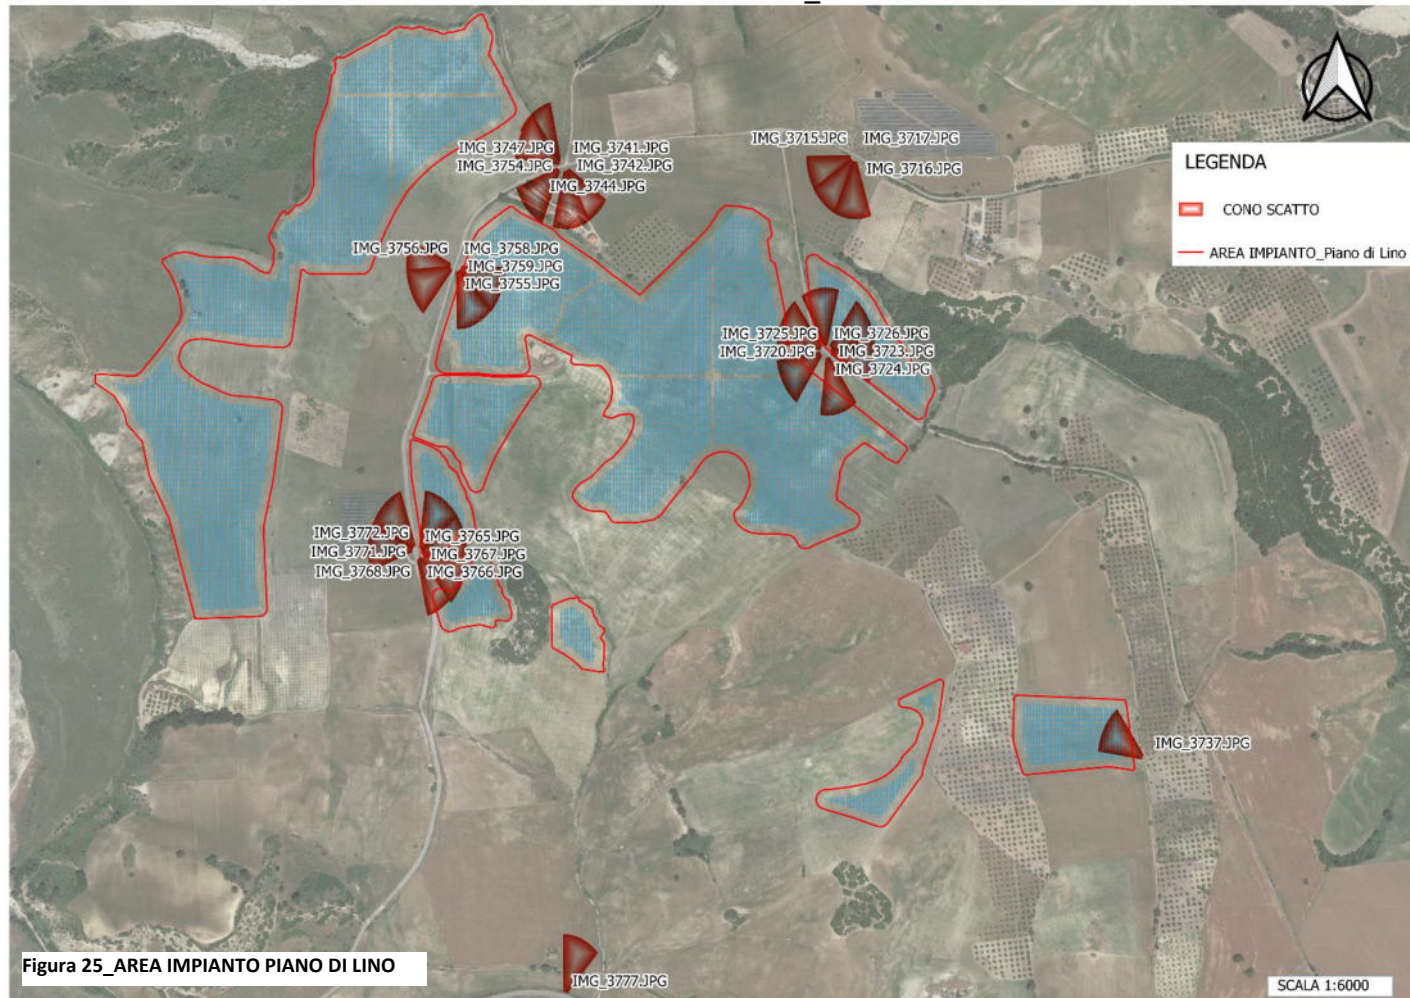 IMG_3715.JPG
IMG_3717.JPG
IMG_3716.JPG
IMG_3747.JPG
IMG_3741.JPG
IMG_3754.JPG
IMG_3742.JPG
IMG_3744.JPG
LEGENDA
CONO SCATTO
AREA IMPIANTO_Piano di Lino
IMG_3756.JPG
IMG_3758.JPG
IMG_3759.JPG
IMG_3755.JPG
IMG_3725.JPG
IMG_3726.JPG
IMG_3720.JPG
IMG_3723.JPG
IMG_3724.JPG
IMG_3772.JPG
IMG_3765.JPG
IMG_3771.JPG
IMG_3767.JPG
IMG_3768.JPG
IMG_3766.JPG
IMG_3737.JPG
Figura 25_AREA IMPIANTO PIANO DI LINO
IMG_3777.JPG
SCALA 1:6000